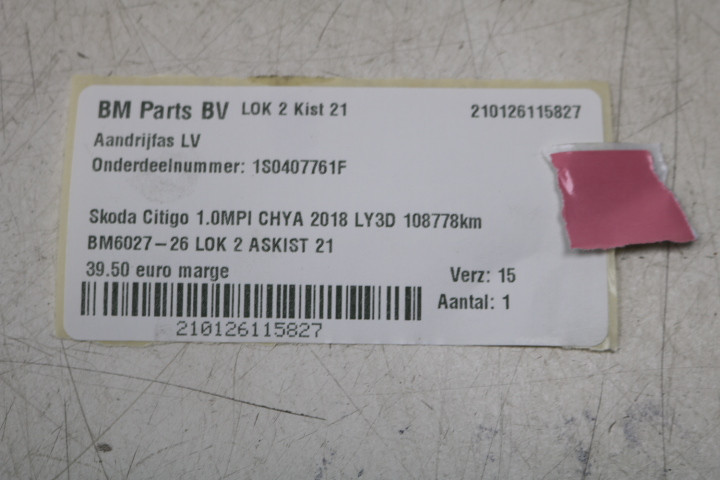 BM Parts BV LOK 2 Kist 21 210126115827
Aandrijfas LV
Onderdeelnummer: 1S0407761F
Skoda Citigo 1.0MPI CHYA 2018 LY3D 108778km
BM6027-26 LOK 2 ASKIST 21
39.50 euro marge Verz: 15
Aantal: 1
210126115827